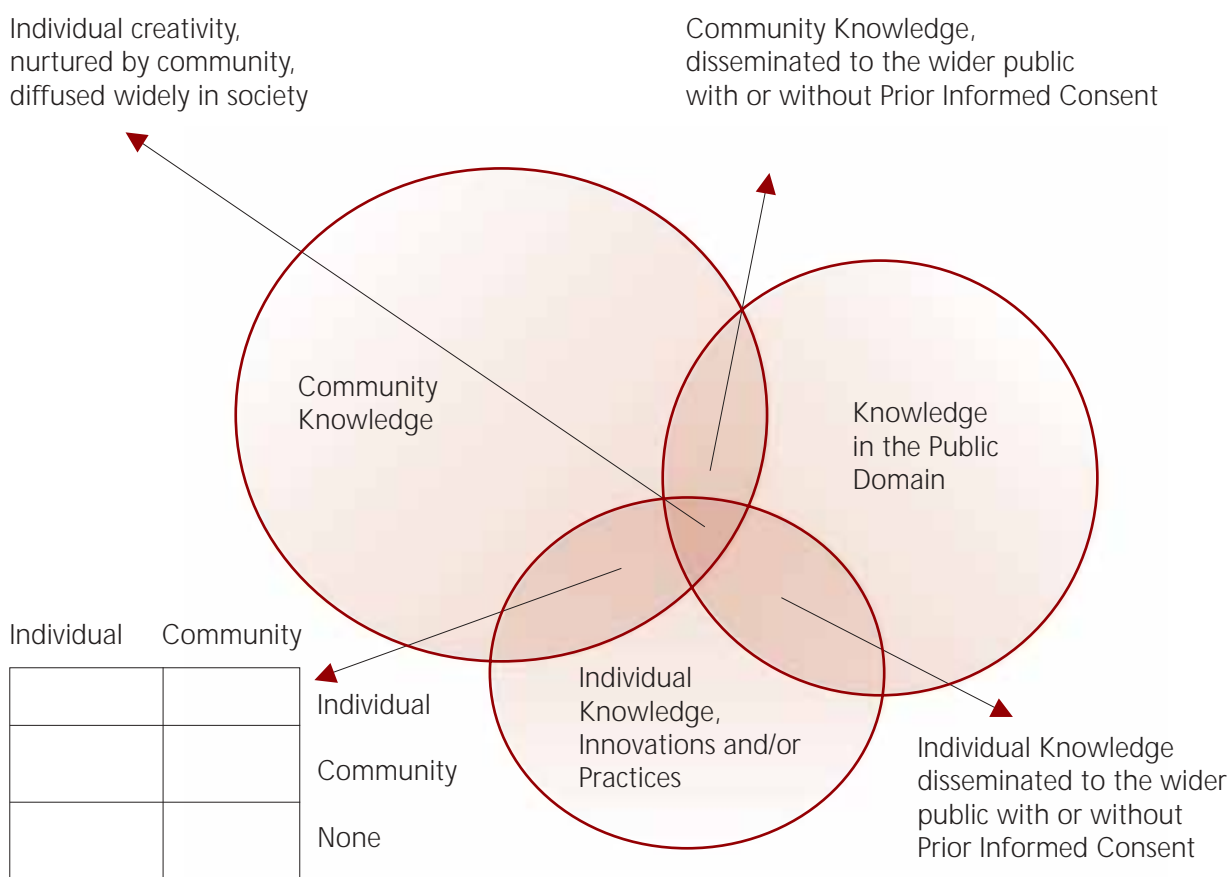 Individual creativity,
nurtured by community,
diffused widely in society
Community Knowledge,
disseminated to the wider public
with or without Prior Informed Consent
Community
Knowledge
Knowledge
in the Public
Domain
Individual Community
Individual
Community
None
Individual
Knowledge,
Innovations and/or
Practices
Individual Knowledge
disseminated to the wider
public with or without
Prior Informed Consent